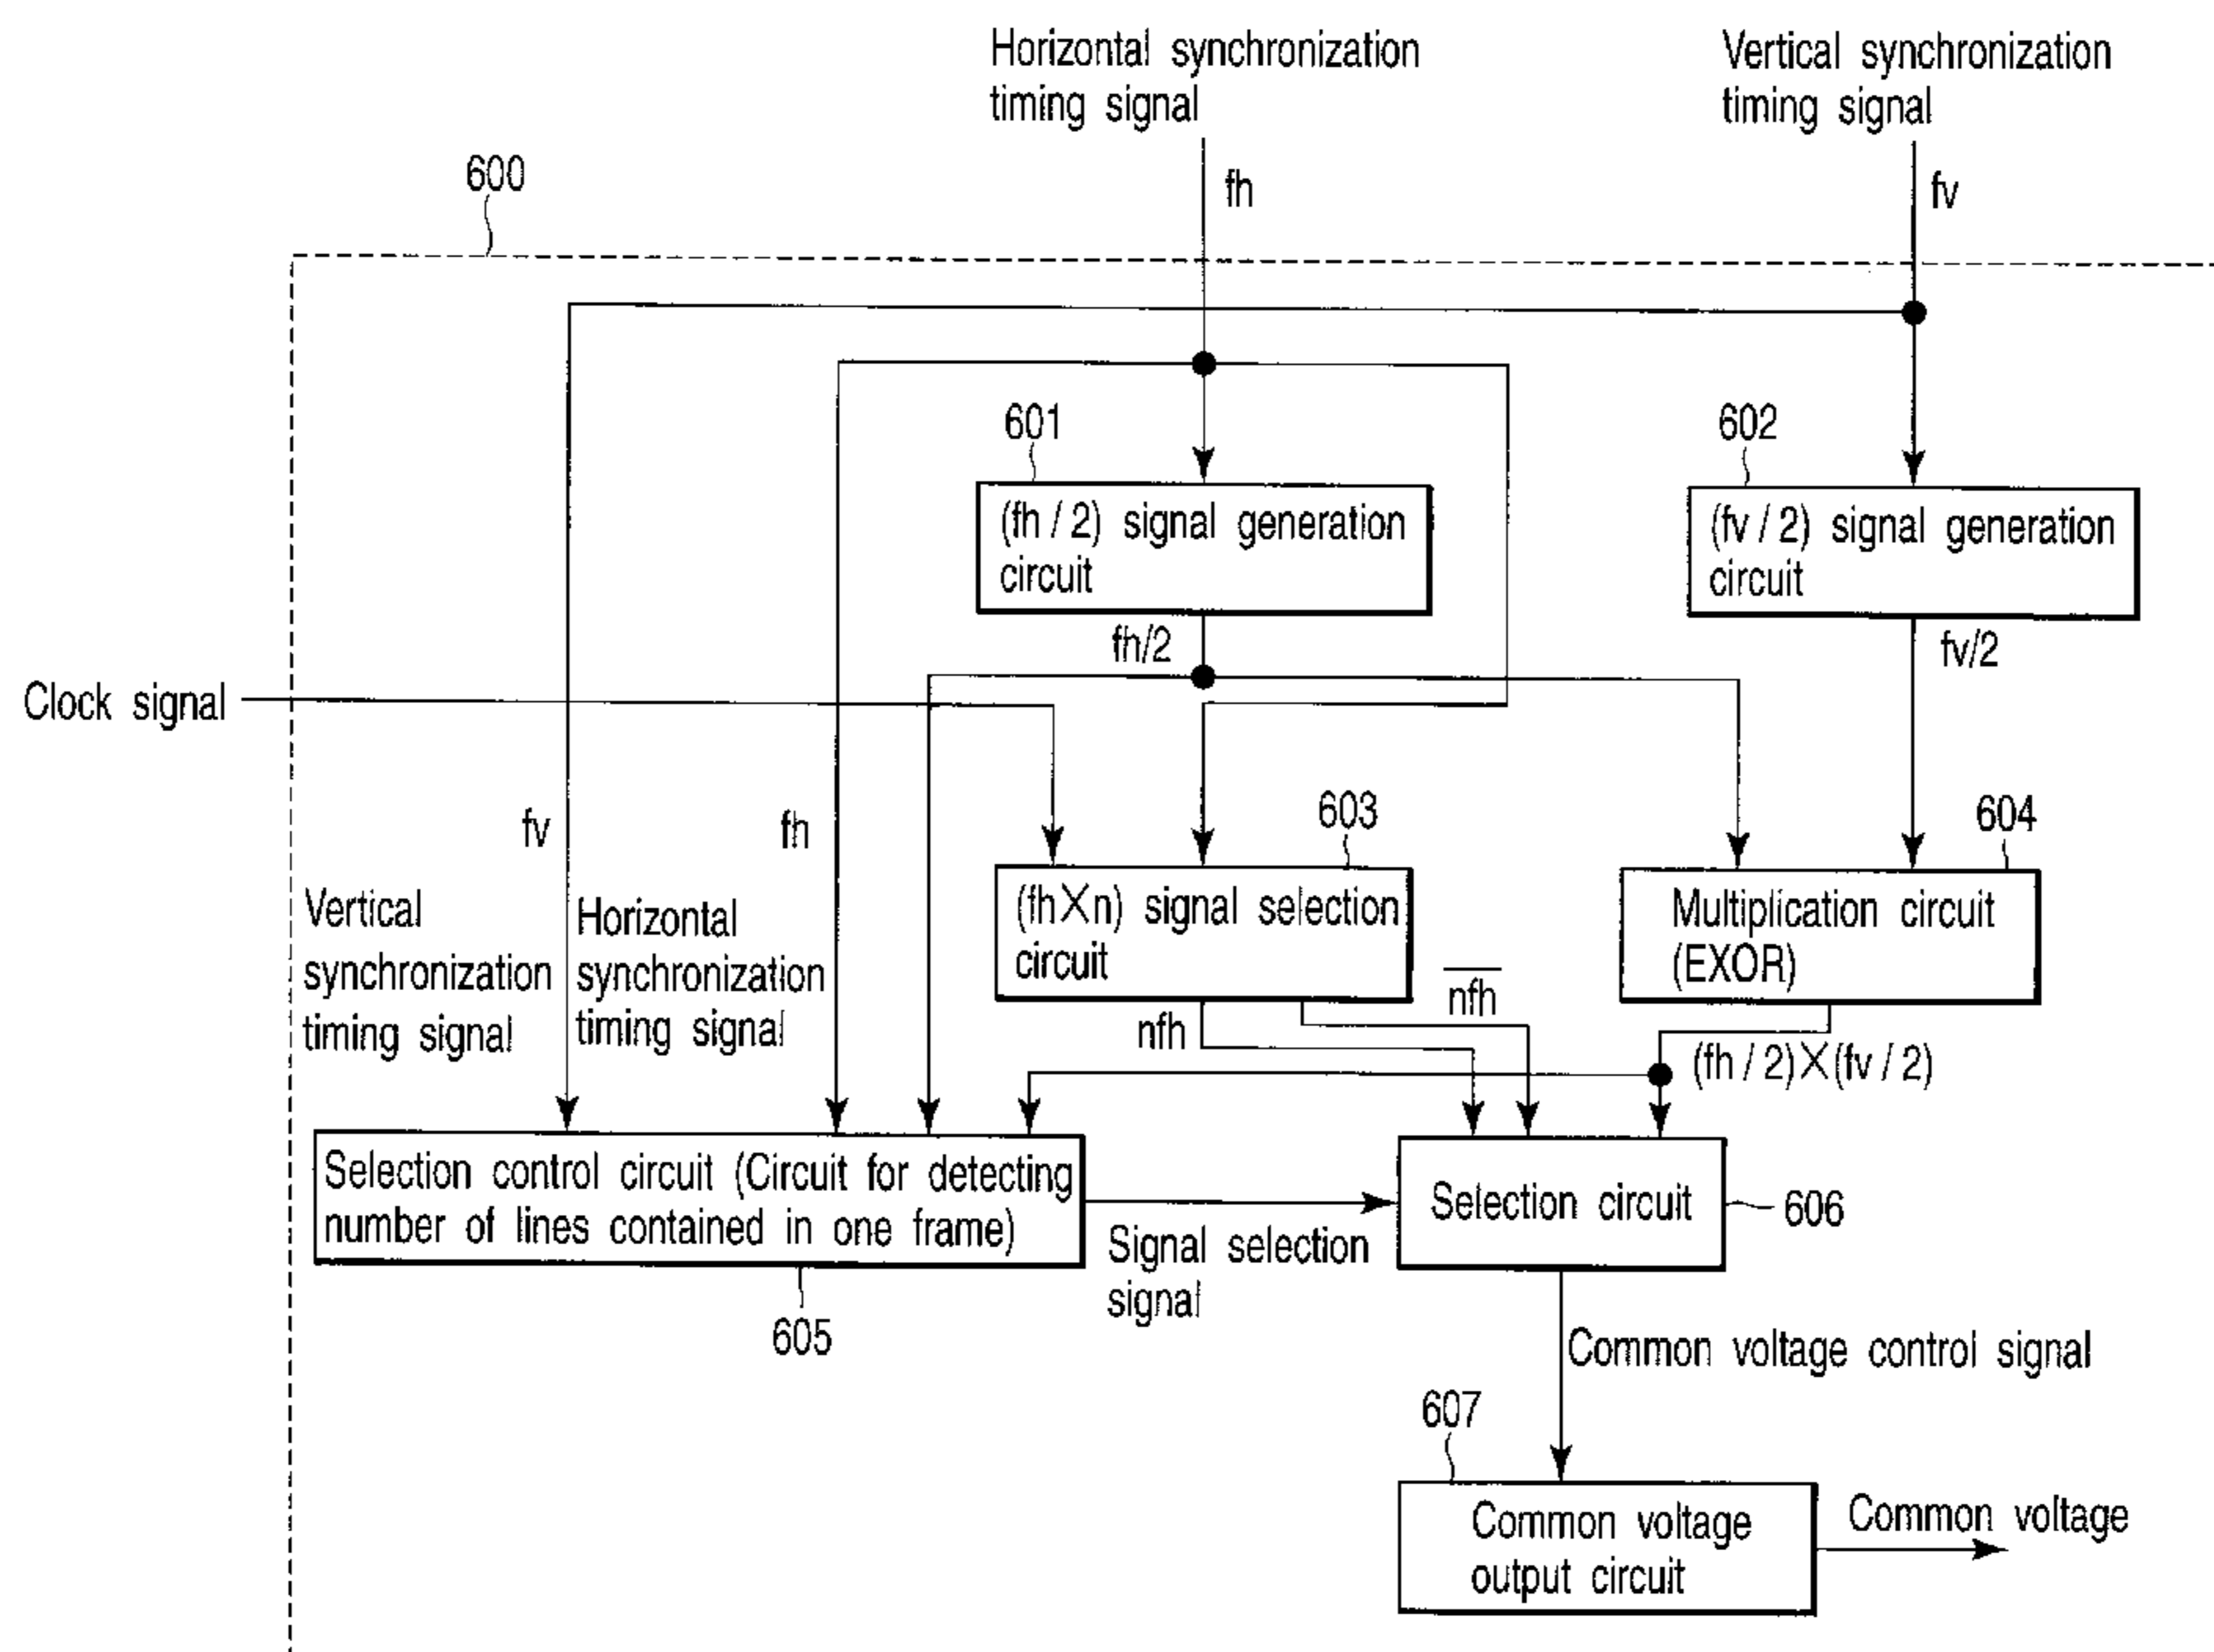 Horizontal synchronization
timing signal
Vertical synchronization
timing signal
600
fh
fv
601
602
(fh / 2) signal generation
circuit
(fv / 2) signal generation
circuit
fh/2
fv/2
Clock signal
603
604
fv
fh
Vertical
synchronization
timing signal
Horizontal
synchronization
timing signal
(fh×n) signal selection
circuit
Multiplication circuit
(EXOR)
nfh
n̅f̅h̅
(fh / 2)×(fv / 2)
Selection control circuit (Circuit for detecting
number of lines contained in one frame)
Selection circuit
606
Signal selection
signal
605
Common voltage control signal
607
Common voltage
output circuit
Common voltage